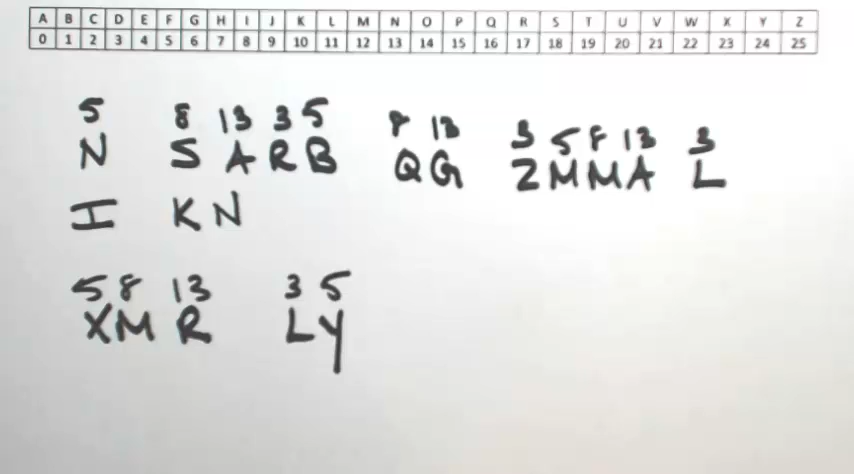 A B C D E F G H I J K L M N O P Q R S T U V W X Y Z
0 1 2 3 4 5 6 7 8 9 10 11 12 13 14 15 16 17 18 19 20 21 22 23 24 25
5 8 13 3 5 8 13 3 5 8 13 3
N SARB QG ZMMA L
I KN
5 8 13 3 5
XMR LY